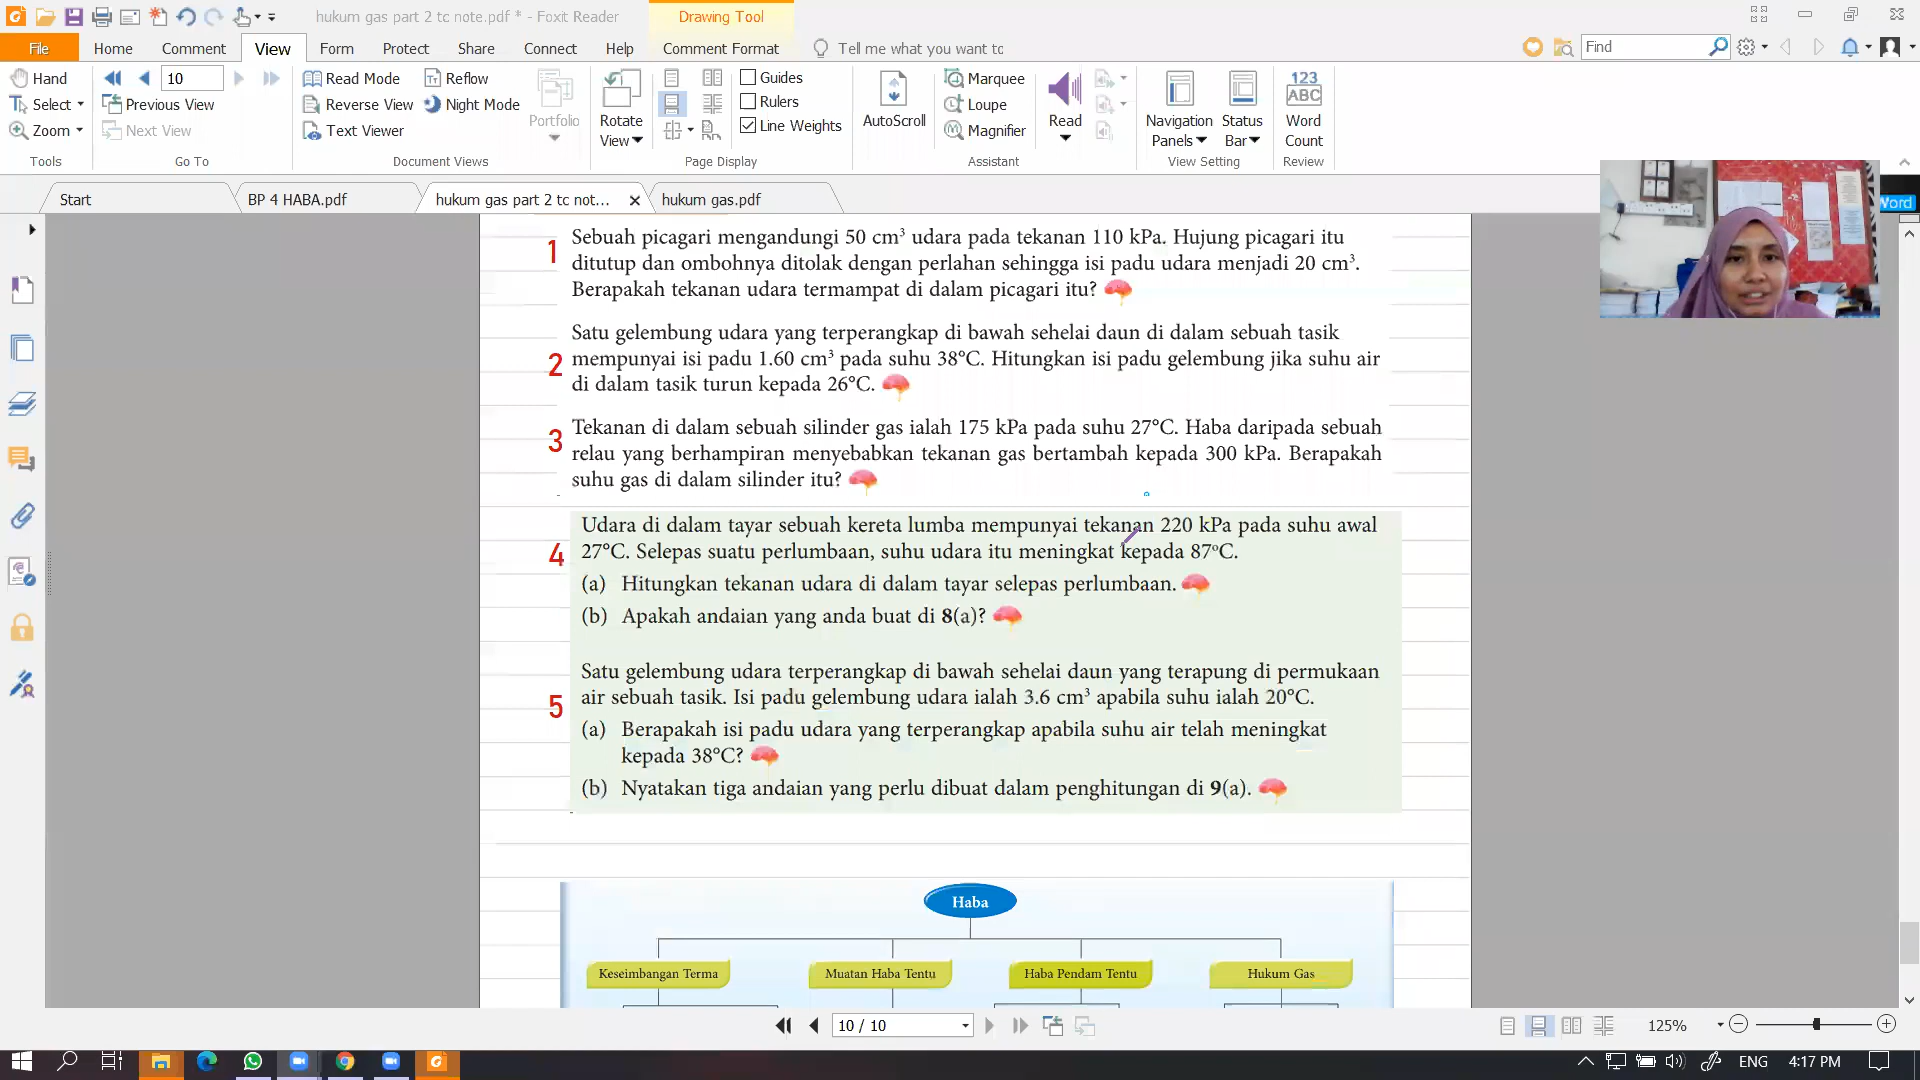 hukum gas part 2 tc note.pdf * - Foxit Reader
Drawing Tool
File
Home
Comment
View
Form
Protect
Share
Connect
Help
Comment Format
Tell me what you want to
Find
Hand
10
Read Mode
Reflow
Guides
Marquee
Select
Previous View
Reverse View
Night Mode
Rulers
Loupe
Zoom
Next View
Text Viewer
Portfolio
Rotate
View
Line Weights
AutoScroll
Magnifier
Read
Navigation
Panels
Status
Bar
123
ABC
Word
Count
Tools
Go To
Document Views
Page Display
Assistant
View Setting
Review
Start
BP 4 HABA.pdf
hukum gas part 2 tc not...
hukum gas.pdf
Word
1
Sebuah picagari mengandungi 50 cm³ udara pada tekanan 110 kPa. Hujung picagari itu
ditutup dan ombohnya ditolak dengan perlahan sehingga isi padu udara menjadi 20 cm³.
Berapakah tekanan udara termampat di dalam picagari itu?
2
Satu gelembung udara yang terperangkap di bawah sehelai daun di dalam sebuah tasik
mempunyai isi padu 1.60 cm³ pada suhu 38°C. Hitungkan isi padu gelembung jika suhu air
di dalam tasik turun kepada 26°C.
3
Tekanan di dalam sebuah silinder gas ialah 175 kPa pada suhu 27°C. Haba daripada sebuah
relau yang berhampiran menyebabkan tekanan gas bertambah kepada 300 kPa. Berapakah
suhu gas di dalam silinder itu?
4
Udara di dalam tayar sebuah kereta lumba mempunyai tekanan 220 kPa pada suhu awal
27°C. Selepas suatu perlumbaan, suhu udara itu meningkat kepada 87°C.
(a) Hitungkan tekanan udara di dalam tayar selepas perlumbaan.
(b) Apakah andaian yang anda buat di 8(a)?
5
Satu gelembung udara terperangkap di bawah sehelai daun yang terapung di permukaan
air sebuah tasik. Isi padu gelembung udara ialah 3.6 cm³ apabila suhu ialah 20°C.
(a) Berapakah isi padu udara yang terperangkap apabila suhu air telah meningkat
kepada 38°C?
(b) Nyatakan tiga andaian yang perlu dibuat dalam penghitungan di 9(a).
Haba
Keseimbangan Terma
Muatan Haba Tentu
Haba Pendam Tentu
Hukum Gas
10 / 10
125%
ENG
4:17 PM